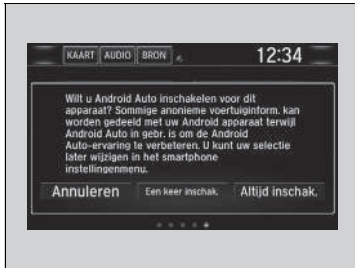 KAART AUDIO BRON 12:34
Wilt u Android Auto inschakelen voor dit
apparaat? Sommige anonieme voertuiginform. kan
worden gedeeld met uw Android apparaat terwijl
Android Auto in gebr. is om de Android
Auto-ervaring te verbeteren. U kunt uw selectie
later wijzigen in het smartphone
instellingenmenu.
Annuleren Een keer inschak. Altijd inschak.